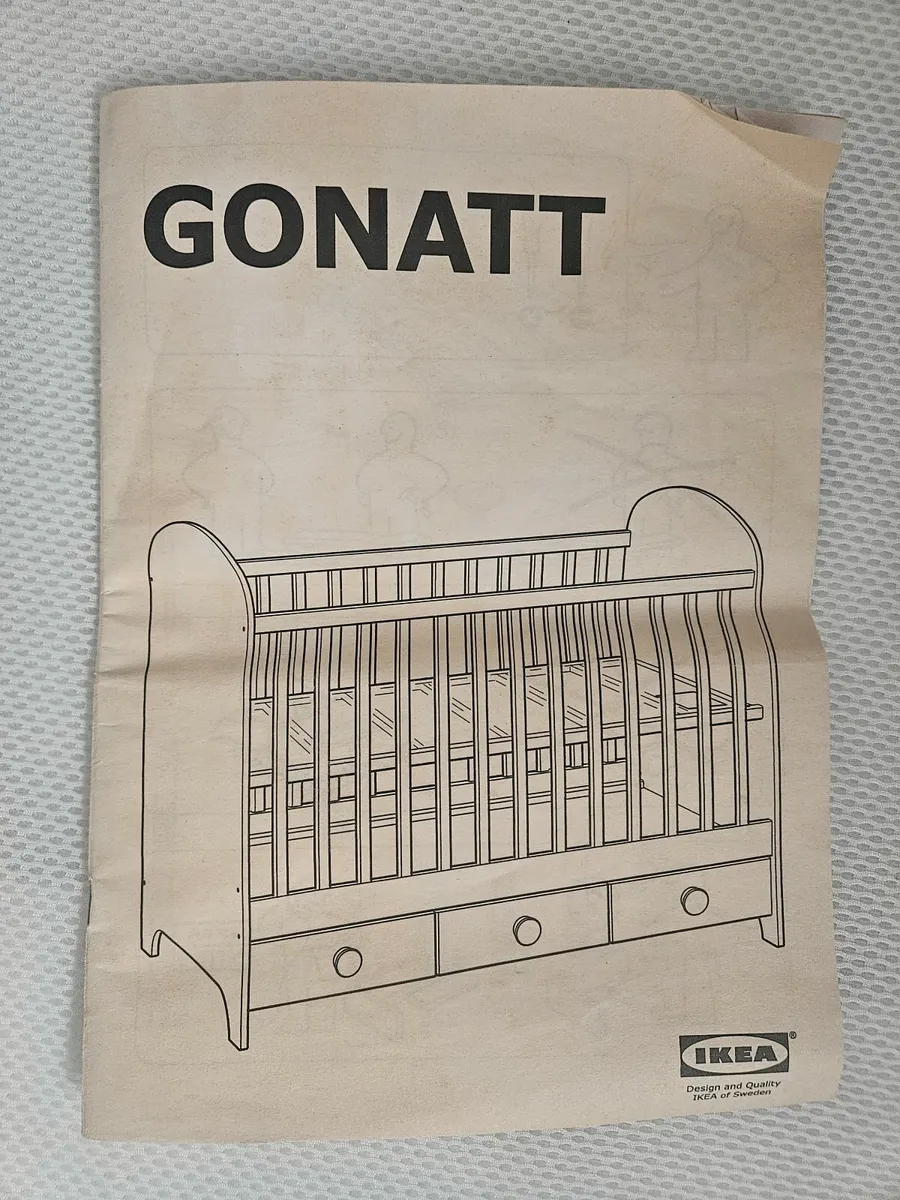 GONATT
IKEA®
Design and Quality
IKEA of Sweden